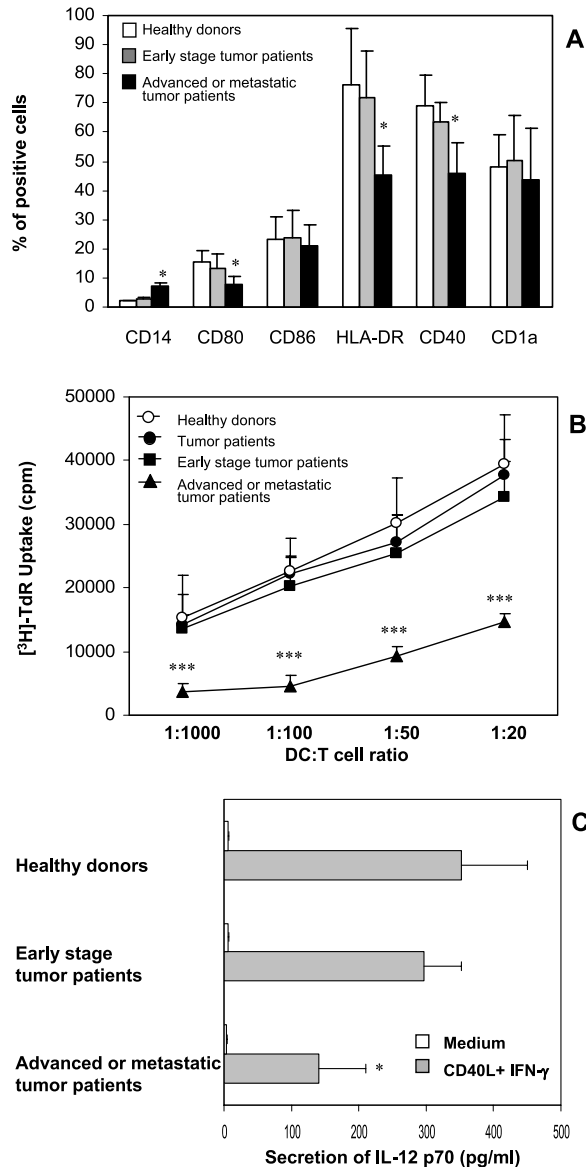 A
Healthy donors
Early stage tumor patients
Advanced or metastatic
tumor patients
% of positive cells
100
90
80
70
60
50
40
30
20
10
0
*
*
*
*
CD14
CD80
CD86
HLA-DR
CD40
CD1a
B
Healthy donors
Tumor patients
Early stage tumor patients
Advanced or metastatic
tumor patients
[³H]-TdR Uptake (cpm)
50000
40000
30000
20000
10000
0
***
***
***
***
1:1000
1:100
1:50
1:20
DC:T cell ratio
C
Healthy donors
Early stage
tumor patients
Advanced or metastatic
tumor patients
*
Medium
CD40L+ IFN-γ
0
100
200
300
400
500
Secretion of IL-12 p70 (pg/ml)